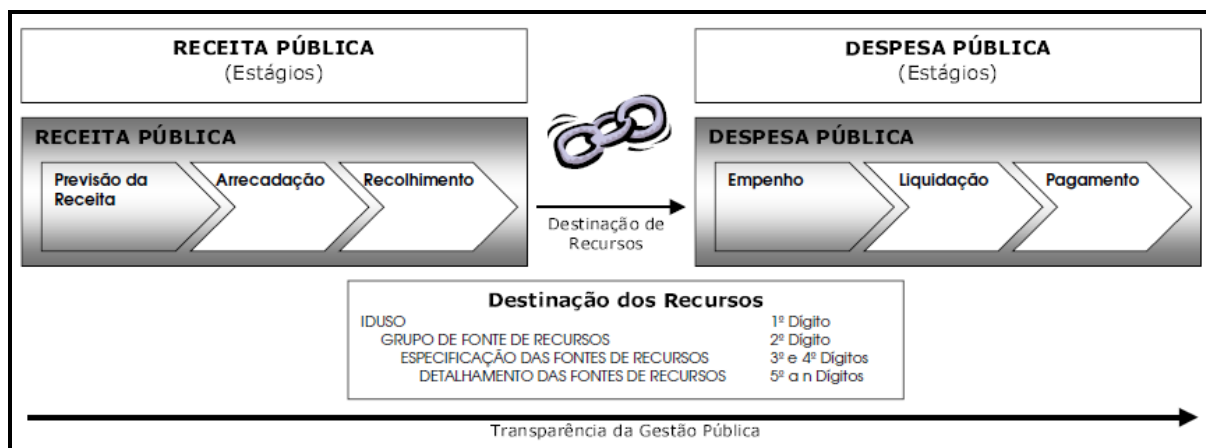 RECEITA PÚBLICA
(Estágios)
DESPESA PÚBLICA
(Estágios)
RECEITA PÚBLICA
Previsão da
Receita
Arrecadação
Recolhimento
Destinação de
Recursos
DESPESA PÚBLICA
Empenho
Liquidação
Pagamento
Destinação dos Recursos
IDUSO 1º Dígito
GRUPO DE FONTE DE RECURSOS 2º Dígito
ESPECIFICAÇÃO DAS FONTES DE RECURSOS 3º e 4º Dígitos
DETALHAMENTO DAS FONTES DE RECURSOS 5º a n Dígitos
Transparência da Gestão Pública